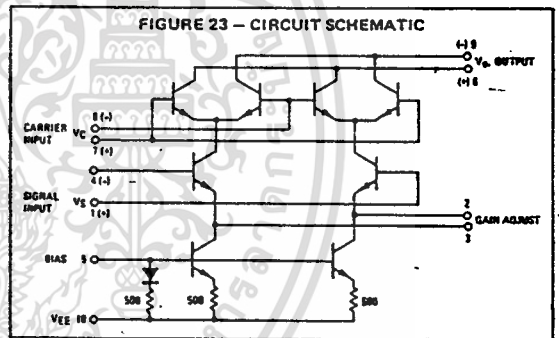 FIGURE 23 – CIRCUIT SCHEMATIC
(-) 9
Vo, OUTPUT
(+) 6
8 (-)
CARRIER INPUT VC
7 (+)
4 (-)
SIGNAL INPUT VS
1 (+)
2
GAIN ADJUST
3
BIAS 5
500 500 500
VEE 10